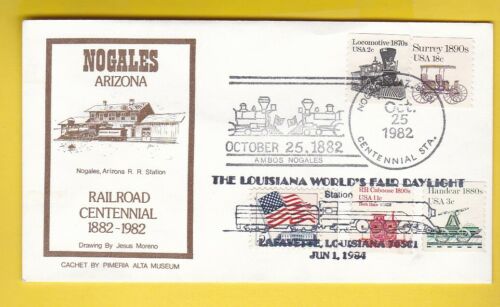 NOGALES
ARIZONA
Nogales, Arizona R. R. Station
RAILROAD
CENTENNIAL
1882-1982
Drawing By Jesus Moreno
CACHET BY PIMERIA ALTA MUSEUM
Locomotive 1870s
USA 2c
Surrey 1890s
USA 18c
OCTOBER 25, 1882
AMBOS NOGALES
Oct.
25
1982
CENTENNIAL STA.
THE LOUISIANA WORLD'S FAIR DAYLIGHT
Station
RR Caboose 1890s
USA 11c
Bulk Rate
Handcar 1880s
USA 3c
LAFAYETTE, LOUISIANA 70501
JUN 1, 1984